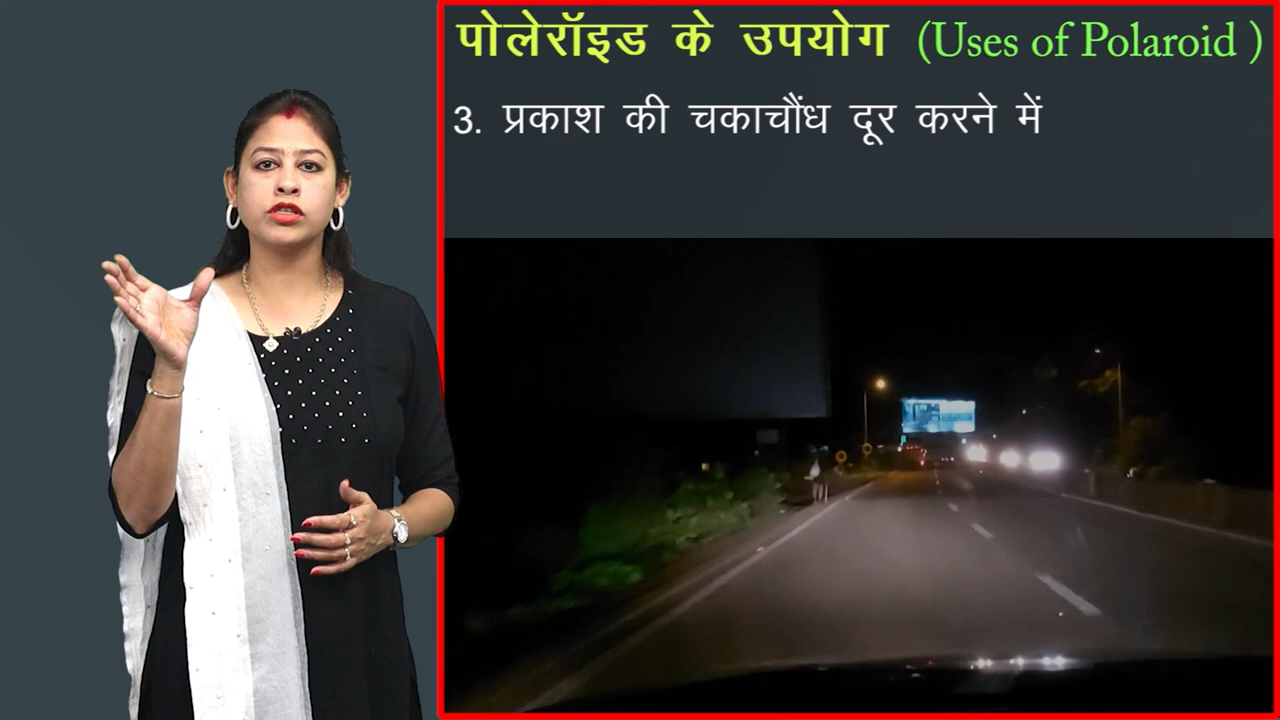 पोलेरॉइड के उपयोग (Uses of Polaroid )
3. प्रकाश की चकाचौंध दूर करने में